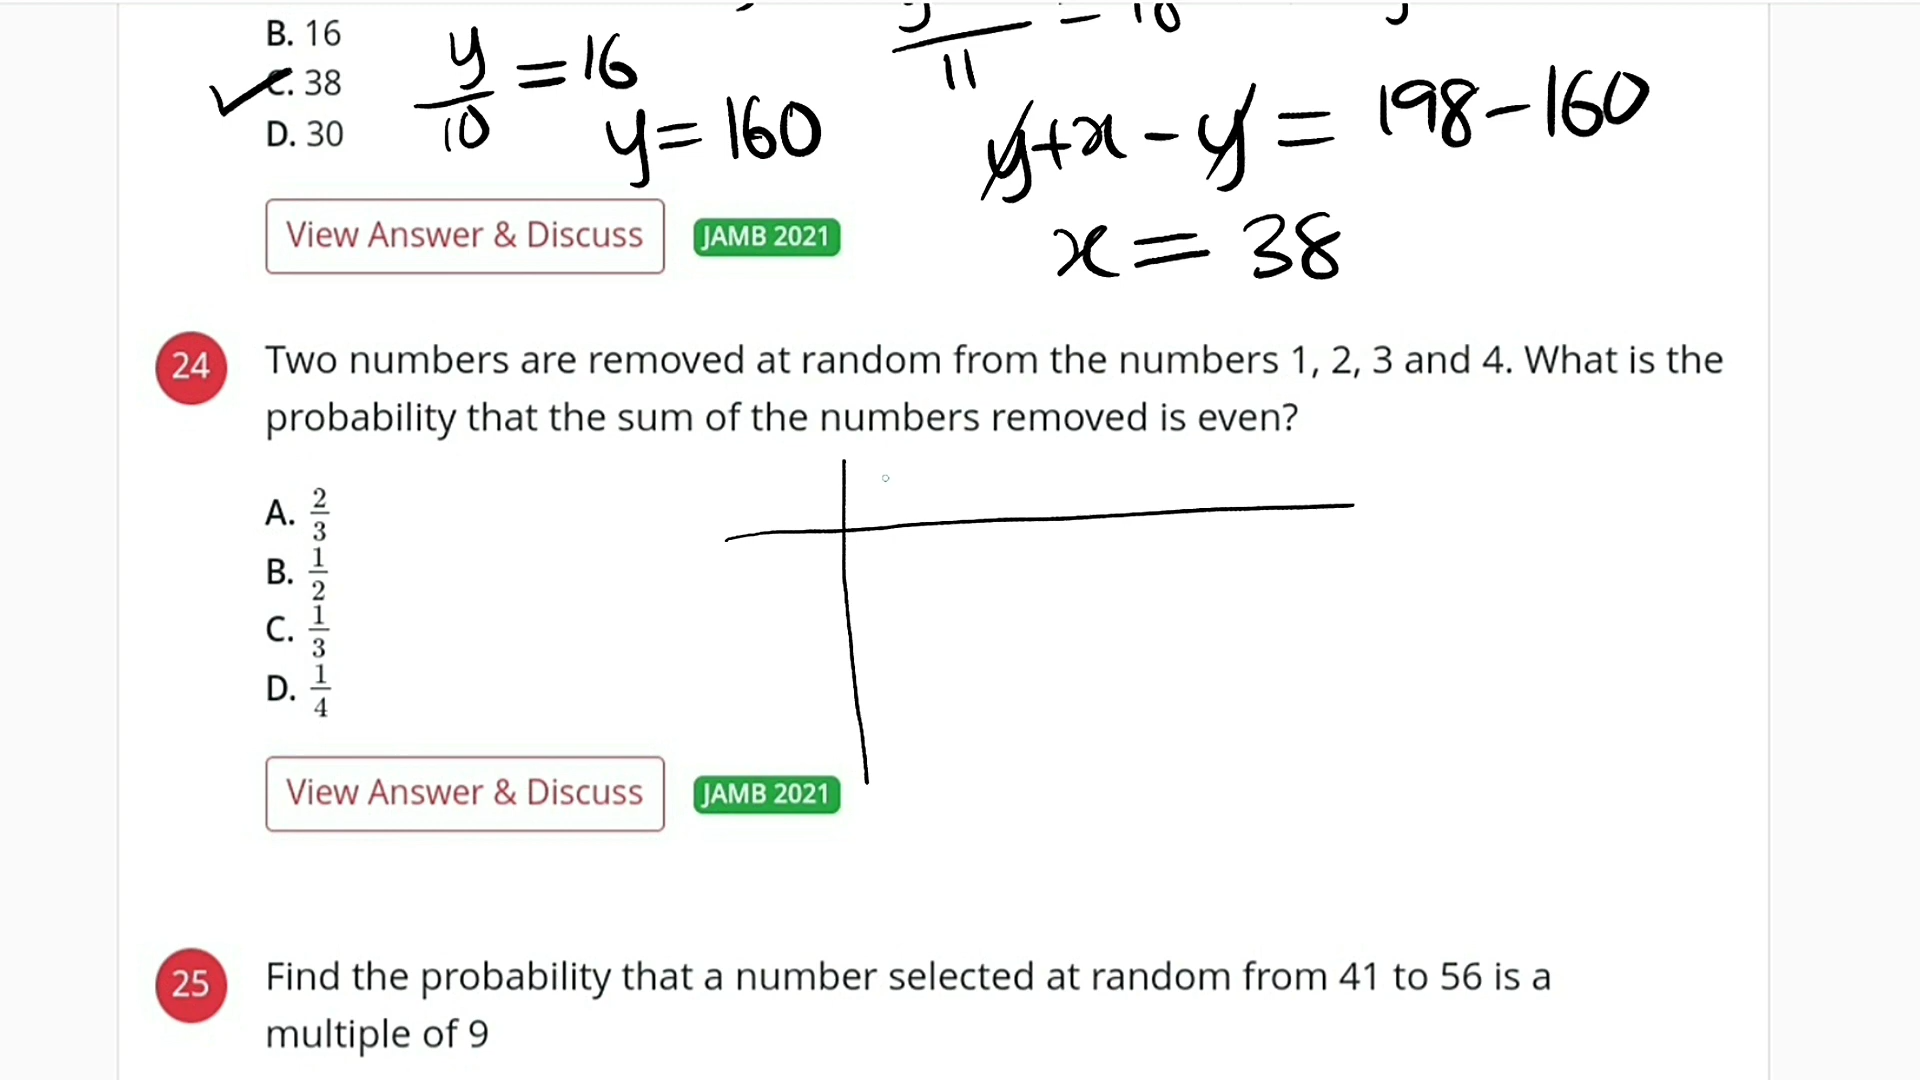 B. 16
C. 38
D. 30
y/10 = 16
y = 160
11
y+x-y = 198-160
x = 38
View Answer & Discuss
JAMB 2021
24
Two numbers are removed at random from the numbers 1, 2, 3 and 4. What is the
probability that the sum of the numbers removed is even?
A. 2/3
B. 1/2
C. 1/3
D. 1/4
View Answer & Discuss
JAMB 2021
25
Find the probability that a number selected at random from 41 to 56 is a
multiple of 9